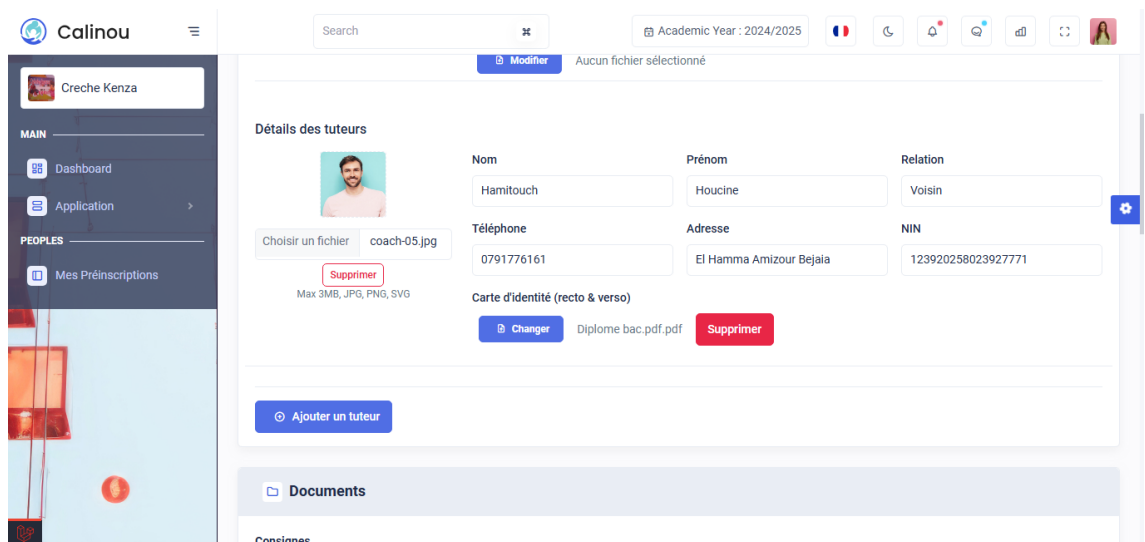 Calinou
Search
⌘
Academic Year : 2024/2025
Creche Kenza
MAIN
Dashboard
Application
PEOPLES
Mes Préinscriptions
Modifier
Aucun fichier sélectionné
Détails des tuteurs
Choisir un fichier
coach-05.jpg
Supprimer
Max 3MB, JPG, PNG, SVG
Nom
Prénom
Relation
Hamitouch
Houcine
Voisin
Téléphone
Adresse
NIN
0791776161
El Hamma Amizour Bejaia
123920258023927771
Carte d'identité (recto & verso)
Changer
Diplome bac.pdf.pdf
Supprimer
Ajouter un tuteur
Documents
Consignes